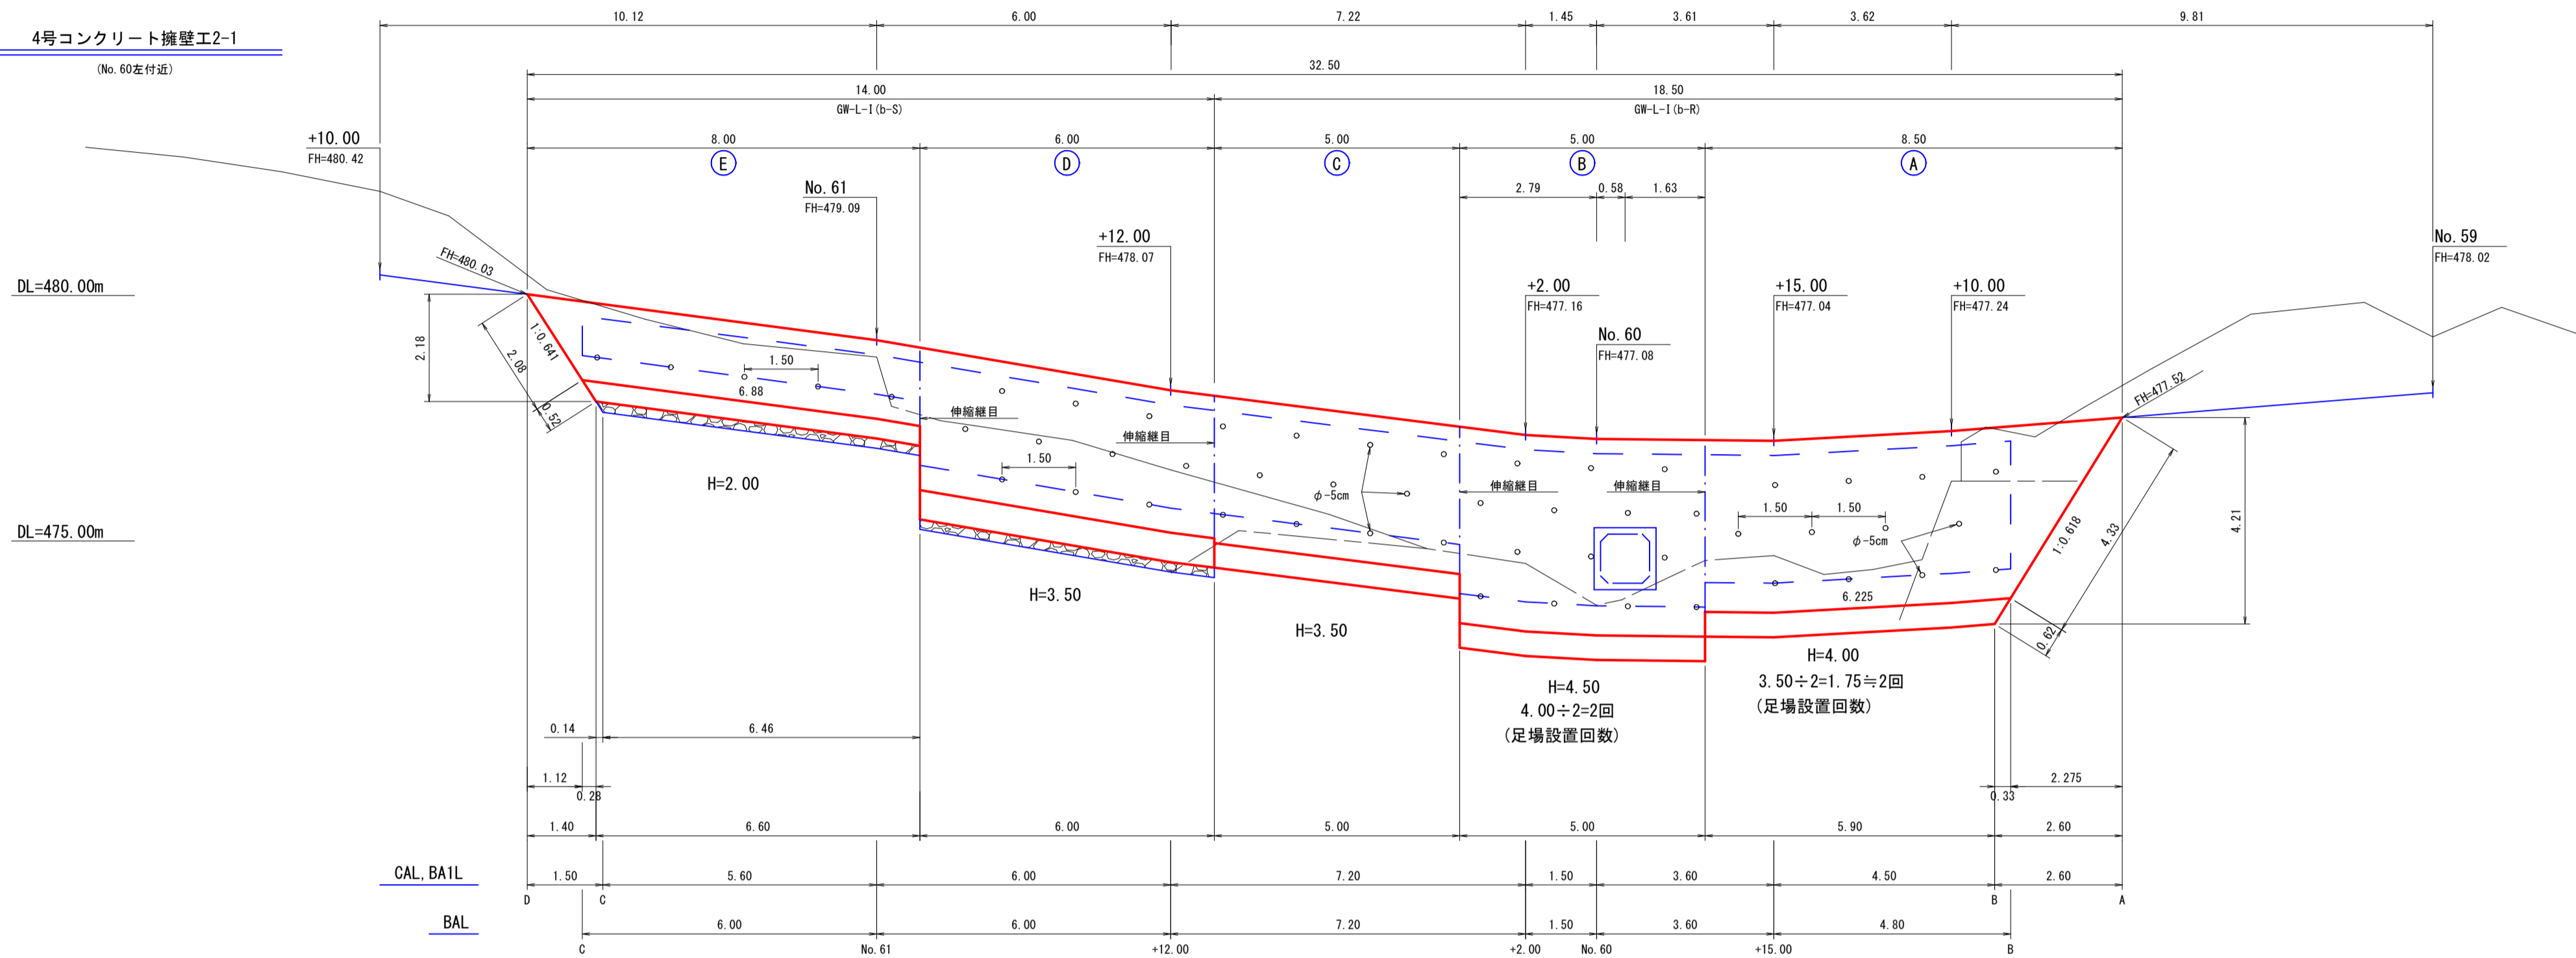 4号コンクリート擁壁工2-1
(No.60左付近)
10.12
6.00
7.22
1.45
3.61
3.62
9.81
32.50
14.00
18.50
GW-L-I(b-S)
GW-L-I(b-R)
8.00
6.00
5.00
5.00
8.50
E
D
C
B
A
2.79
0.58
1.63
+10.00
FH=480.42
No.61
FH=479.09
+12.00
FH=478.07
+2.00
FH=477.16
No.60
FH=477.08
+15.00
FH=477.04
+10.00
FH=477.24
No.59
FH=478.02
FH=480.03
FH=477.52
DL=480.00m
DL=475.00m
2.18
1:0.641
2.08
0.52
1.50
6.88
伸縮継目
伸縮継目
1.50
φ-5cm
伸縮継目
伸縮継目
1.50
1.50
φ-5cm
6.225
1:0.618
4.33
4.21
0.62
H=2.00
H=3.50
H=3.50
H=4.50
4.00÷2=2回
(足場設置回数)
H=4.00
3.50÷2=1.75≒2回
(足場設置回数)
0.14
6.46
1.12
0.28
0.33
2.275
1.40
6.60
6.00
5.00
5.00
5.90
2.60
CAL,BA1L
1.50
5.60
6.00
7.20
1.50
3.60
4.50
2.60
D
C
B
A
BAL
6.00
6.00
7.20
1.50
3.60
4.80
C
No.61
+12.00
+2.00
No.60
+15.00
B